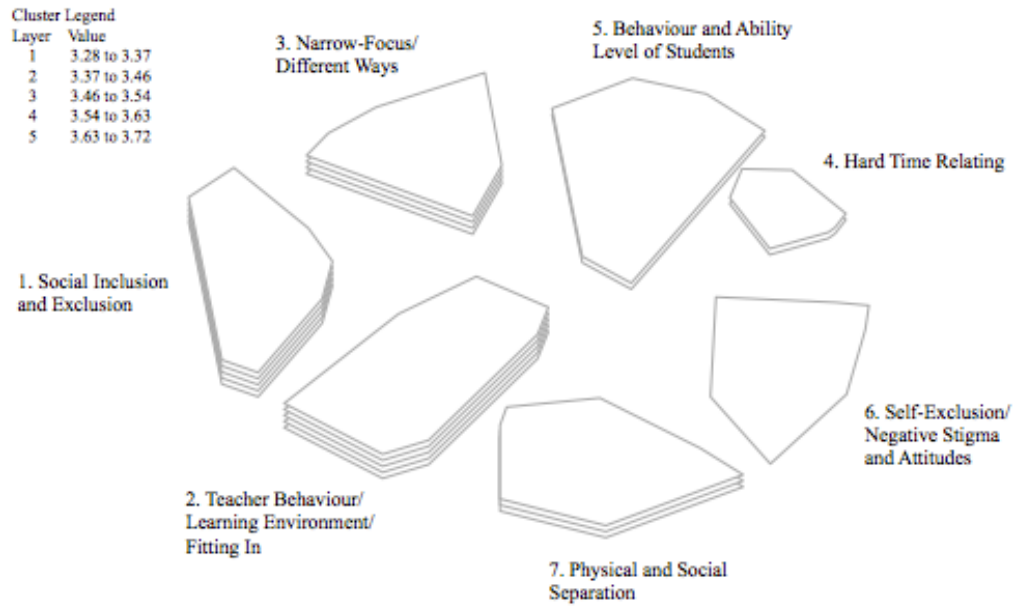 Cluster Legend
Layer Value
1 3.28 to 3.37
2 3.37 to 3.46
3 3.46 to 3.54
4 3.54 to 3.63
5 3.63 to 3.72
3. Narrow-Focus/
Different Ways
5. Behaviour and Ability
Level of Students
4. Hard Time Relating
1. Social Inclusion
and Exclusion
6. Self-Exclusion/
Negative Stigma
and Attitudes
2. Teacher Behaviour/
Learning Environment/
Fitting In
7. Physical and Social
Separation